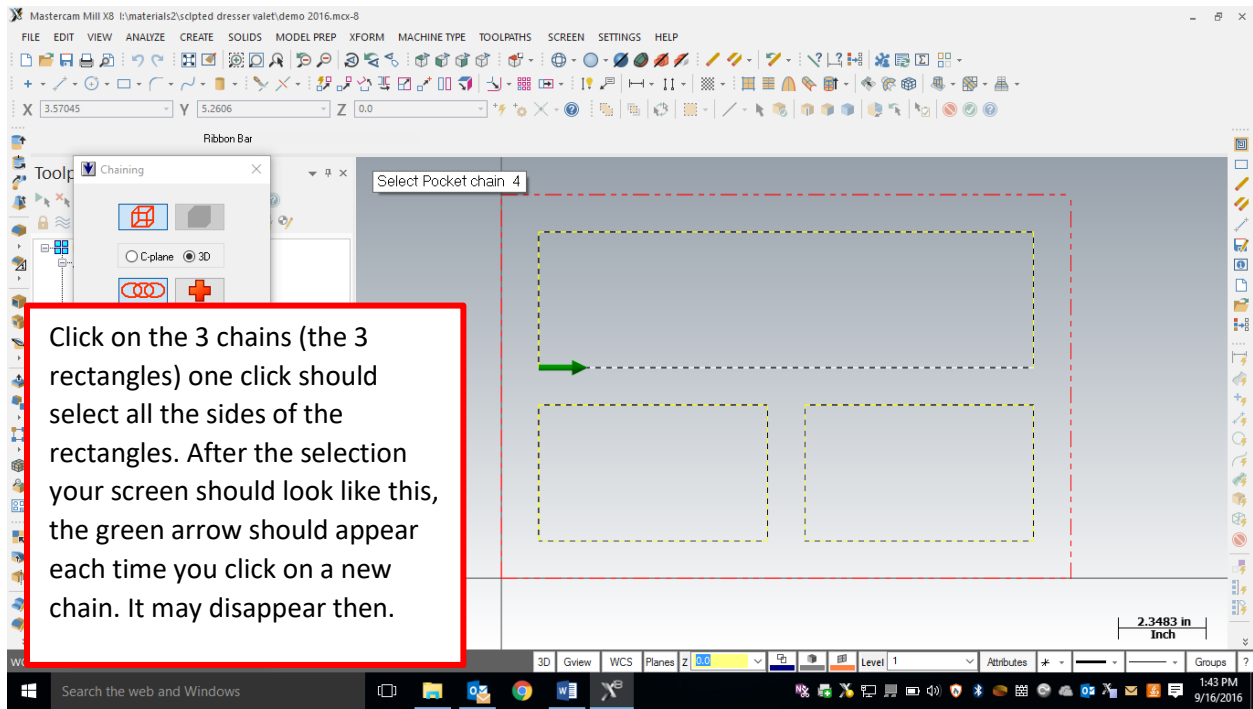 Mastercam Mill X8 I:\materials2\sclpted dresser valet\demo 2016.mcx-8
FILE EDIT VIEW ANALYZE CREATE SOLIDS MODEL PREP XFORM MACHINE TYPE TOOLPATHS SCREEN SETTINGS HELP
X 3.57045 Y 5.2606 Z 0.0
Ribbon Bar
Toolp
Chaining
Select Pocket chain 4
C-plane 3D
Click on the 3 chains (the 3
rectangles) one click should
select all the sides of the
rectangles. After the selection
your screen should look like this,
the green arrow should appear
each time you click on a new
chain. It may disappear then.
2.3483 in
Inch
3D Gview WCS Planes Z 0.0 Level 1 Attributes Groups ?
Search the web and Windows
1:43 PM
9/16/2016